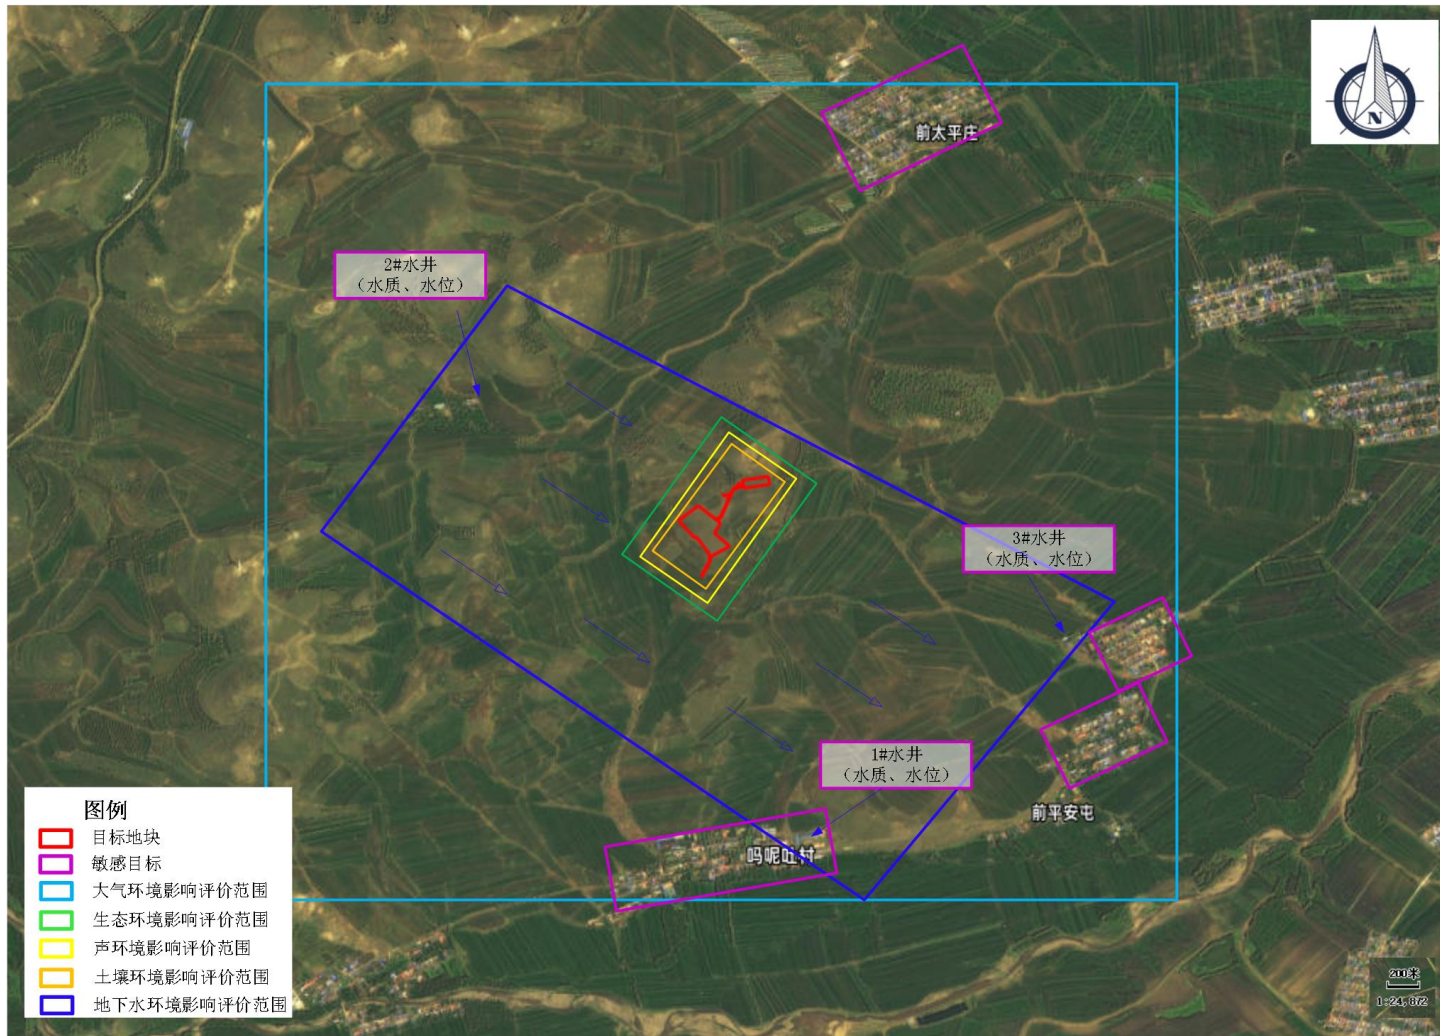 N
前太平庄
2#水井
（水质、水位）
3#水井
（水质、水位）
1#水井
（水质、水位）
前平安屯
吗呢吐村
图例
目标地块
敏感目标
大气环境影响评价范围
生态环境影响评价范围
声环境影响评价范围
土壤环境影响评价范围
地下水环境影响评价范围
200米
1:24,872